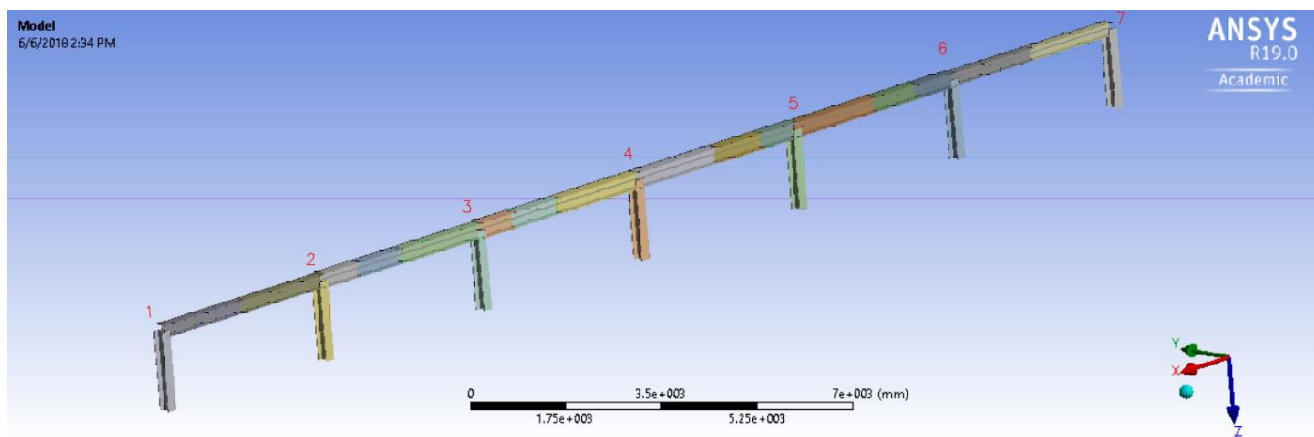 Model
6/6/2018 2:34 PM
ANSYS
R19.0
Academic
7
6
5
4
3
2
1
0 3.5e+003 7e+003 (mm)
1.75e+003 5.25e+003
Y
X
Z